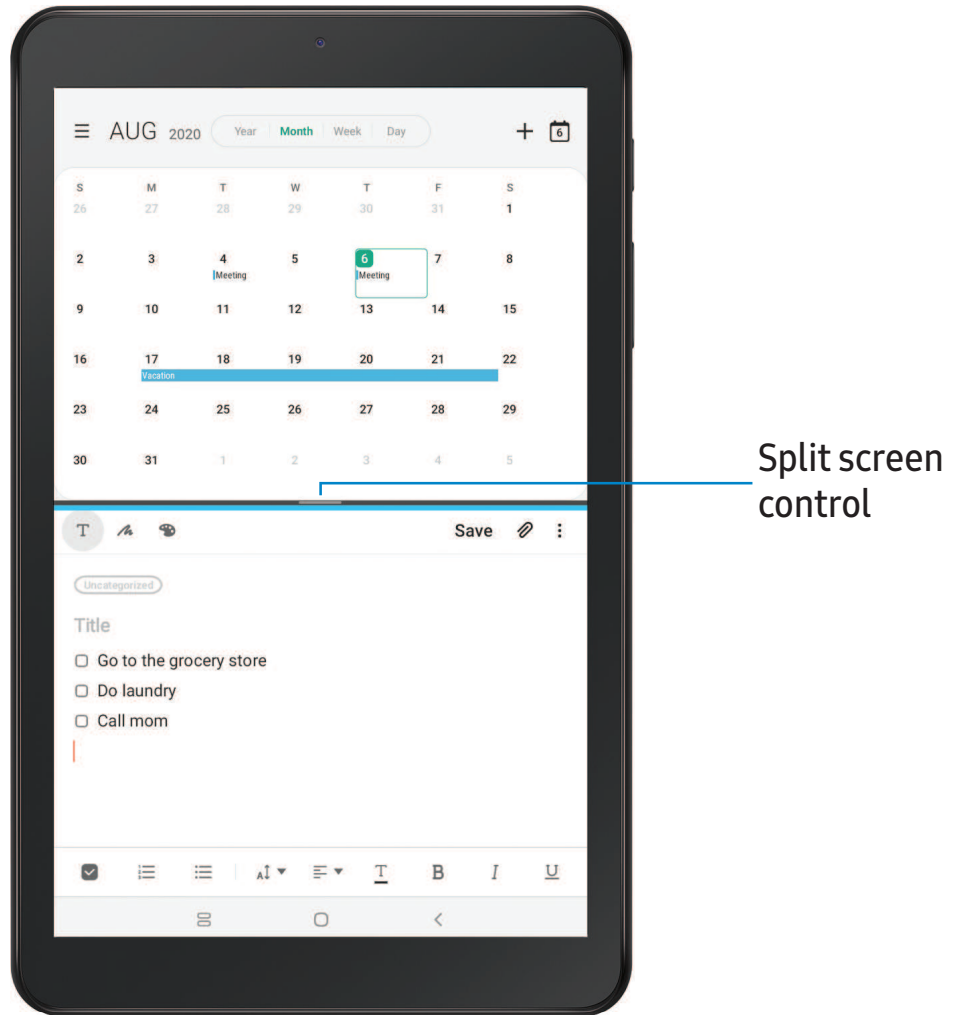 AUG 2020 Year Month Week Day 6
S M T W T F S
26 27 28 29 30 31 1
2 3 4 5 6 7 8
Meeting Meeting
9 10 11 12 13 14 15
16 17 18 19 20 21 22
Vacation
23 24 25 26 27 28 29
30 31 1 2 3 4 5
Split screen
control
T Save
Uncategorized
Title
Go to the grocery store
Do laundry
Call mom
A T B I U